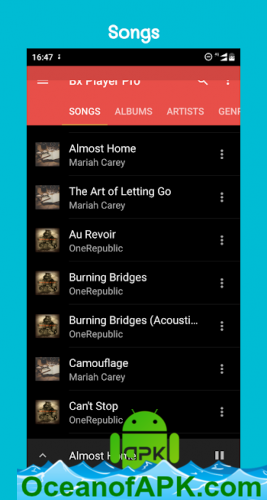 Songs
16:47
Bx Player Pro
SONGS ALBUMS ARTISTS GENR
Almost Home
Mariah Carey
The Art of Letting Go
Mariah Carey
Au Revoir
OneRepublic
Burning Bridges
OneRepublic
Burning Bridges (Acousti...
OneRepublic
Camouflage
Mariah Carey
Can't Stop
OneRepublic
Almost Home
APK
OceanofAPK.com